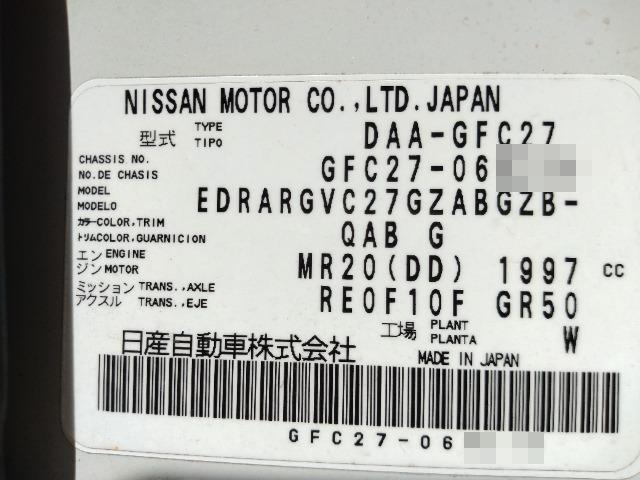 NISSAN MOTOR CO.,LTD.JAPAN
型式 TYPE TIPO DAA-GFC27
CHASSIS NO. NO.DE CHASIS GFC27-06
MODEL MODELO EDRARGVC27GZABGZB-
カラーCOLOR,TRIM トリムCOLOR,GUARNICION QAB G
エンジン ENGINE MOTOR MR20(DD) 1997 CC
ミッション TRANS.,AXLE アクスル TRANS.,EJE RE0F10F GR50
工場 PLANT PLANTA W
日産自動車株式会社 MADE IN JAPAN
GFC27-06